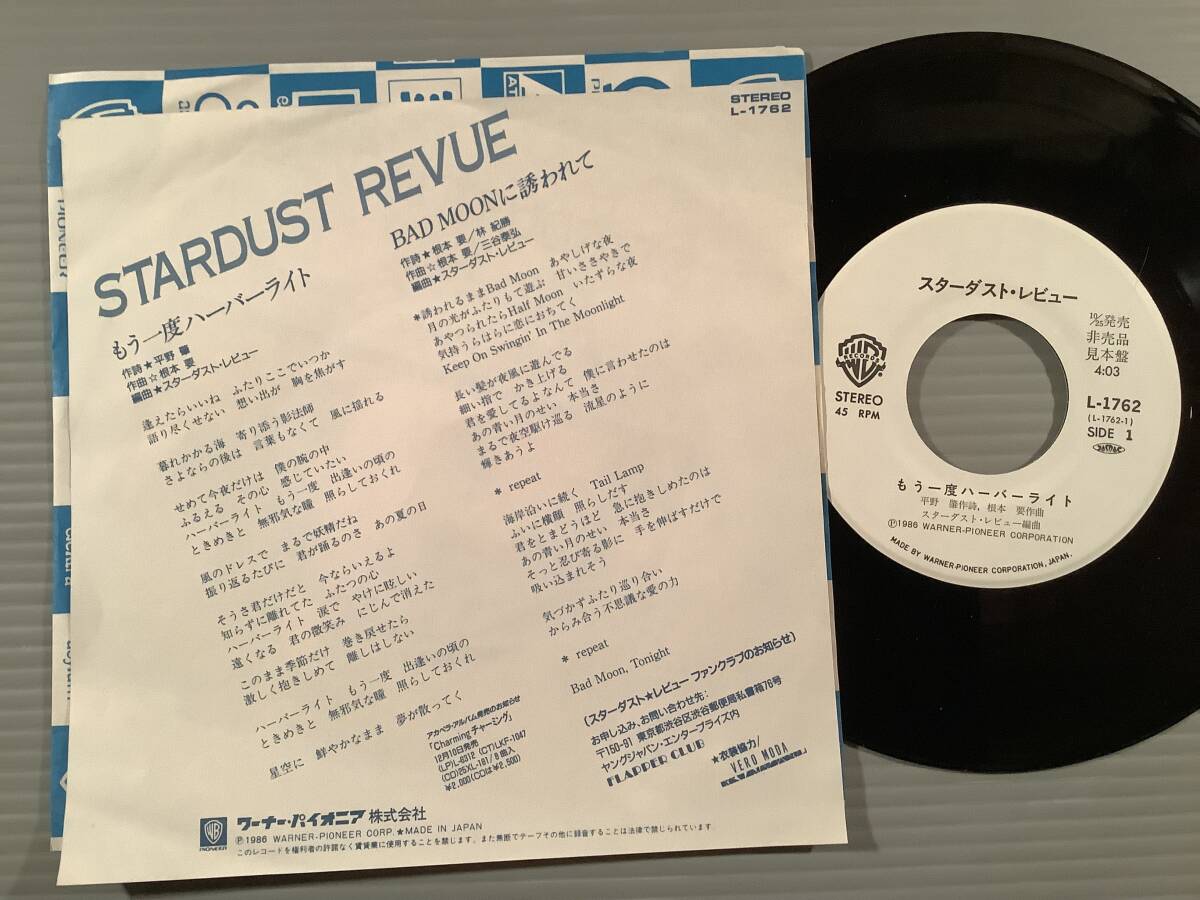 STEREO
L-1762
STARDUST REVUE
もう一度ハーバーライト
作詩★平野 肇
作曲☆根本 要
編曲★スターダスト・レビュー
逢えたらいいね ふたりここでいつか
語り尽くせない 想い出が 胸を焦がす
暮れかかる海 寄り添う影法師
さよならの後は 言葉もなくて 風に揺れる
せめて今夜だけは 僕の腕の中
ふるえる その心 感じていたい
ハーバーライト もう一度 出逢いの頃の
ときめきと 無邪気な瞳 照らしておくれ
風のドレスで まるで妖精だね
振り返るたびに 君が踊るのさ あの夏の日
そうさ君だけだと 今ならいえるよ
知らずに離れてた ふたつの心
ハーバーライト 涙で やけに眩しい
遠くなる 君の微笑み にじんで消えた
このまま季節だけ 巻き戻せたら
激しく抱きしめて 離しはしない
ハーバーライト もう一度 出逢いの頃の
ときめきと 無邪気な瞳 照らしておくれ
星空に 鮮やかなまま 夢が散ってく
BAD MOONに誘われて
作詩★根本 要／林 紀勝
作曲☆根本 要／三谷泰弘
編曲★スターダスト・レビュー
*誘われるままBad Moon あやしげな夜
月の光がふたりもて遊ぶ 甘いささやきで
あやつられたらHalf Moon いたずらな夜
気持うらはらに恋におちてく
Keep On Swingin' In The Moonlight
長い髪が夜風に遊んでる
細い指で かき上げる
君を愛してるよなんて 僕に言わせたのは
あの青い月のせい 本当さ
まるで夜空駆け巡る 流星のように
輝きあうよ
* repeat
海岸沿いに続く Tail Lamp
ふいに横顔 照らしだす
君をとまどうほど 急に抱きしめたのは
あの青い月のせい 本当さ
そっと忍び寄る影に 手を伸ばすだけで
吸い込まれそう
気づかずふたり巡り合い
からみ合う不思議な愛の力
* repeat
Bad Moon, Tonight
アカペラ・アルバム発売のお知らせ
「Charmingチャーミング」
12月10日発売
(LP)L-6312 (CT)LKF-1047
(CD)25XL-161／8曲入
¥2,000(CDは¥2,500)
〔スターダスト★レビュー ファンクラブのお知らせ〕
お申し込み、お問い合わせ先：
〒150-91 東京都渋谷区渋谷郵便局私書箱76号
ヤングジャパン・エンタープライズ内
FLAPPER CLUB
★衣装協力／
VERO MODA
WB
PIONEER
ワーナー・パイオニア株式会社
Ⓟ1986 WARNER-PIONEER CORP. ★MADE IN JAPAN
このレコードを権利者の許諾なく賃貸業に使用することを禁じます。また無断でテープその他に録音することは法律で禁じられています。
スターダスト・レビュー
10/25発売
非売品
見本盤
4:03
WB
RECORDS
STEREO
45 RPM
L-1762
(L-1762-1)
SIDE 1
もう一度ハーバーライト
平野 肇作詩，根本 要作曲
スターダスト・レビュー編曲
Ⓟ1986 WARNER-PIONEER CORPORATION
MADE BY WARNER-PIONEER CORPORATION, JAPAN.